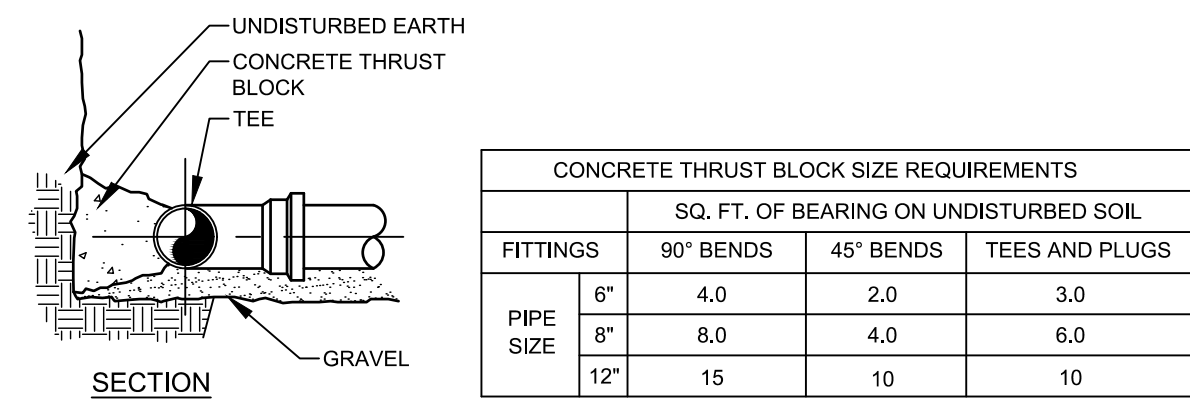 UNDISTURBED EARTH
CONCRETE THRUST
BLOCK
TEE
GRAVEL
SECTION
CONCRETE THRUST BLOCK SIZE REQUIREMENTS
SQ. FT. OF BEARING ON UNDISTURBED SOIL
FITTINGS 90° BENDS 45° BENDS TEES AND PLUGS
PIPE SIZE 6" 4.0 2.0 3.0
8" 8.0 4.0 6.0
12" 15 10 10